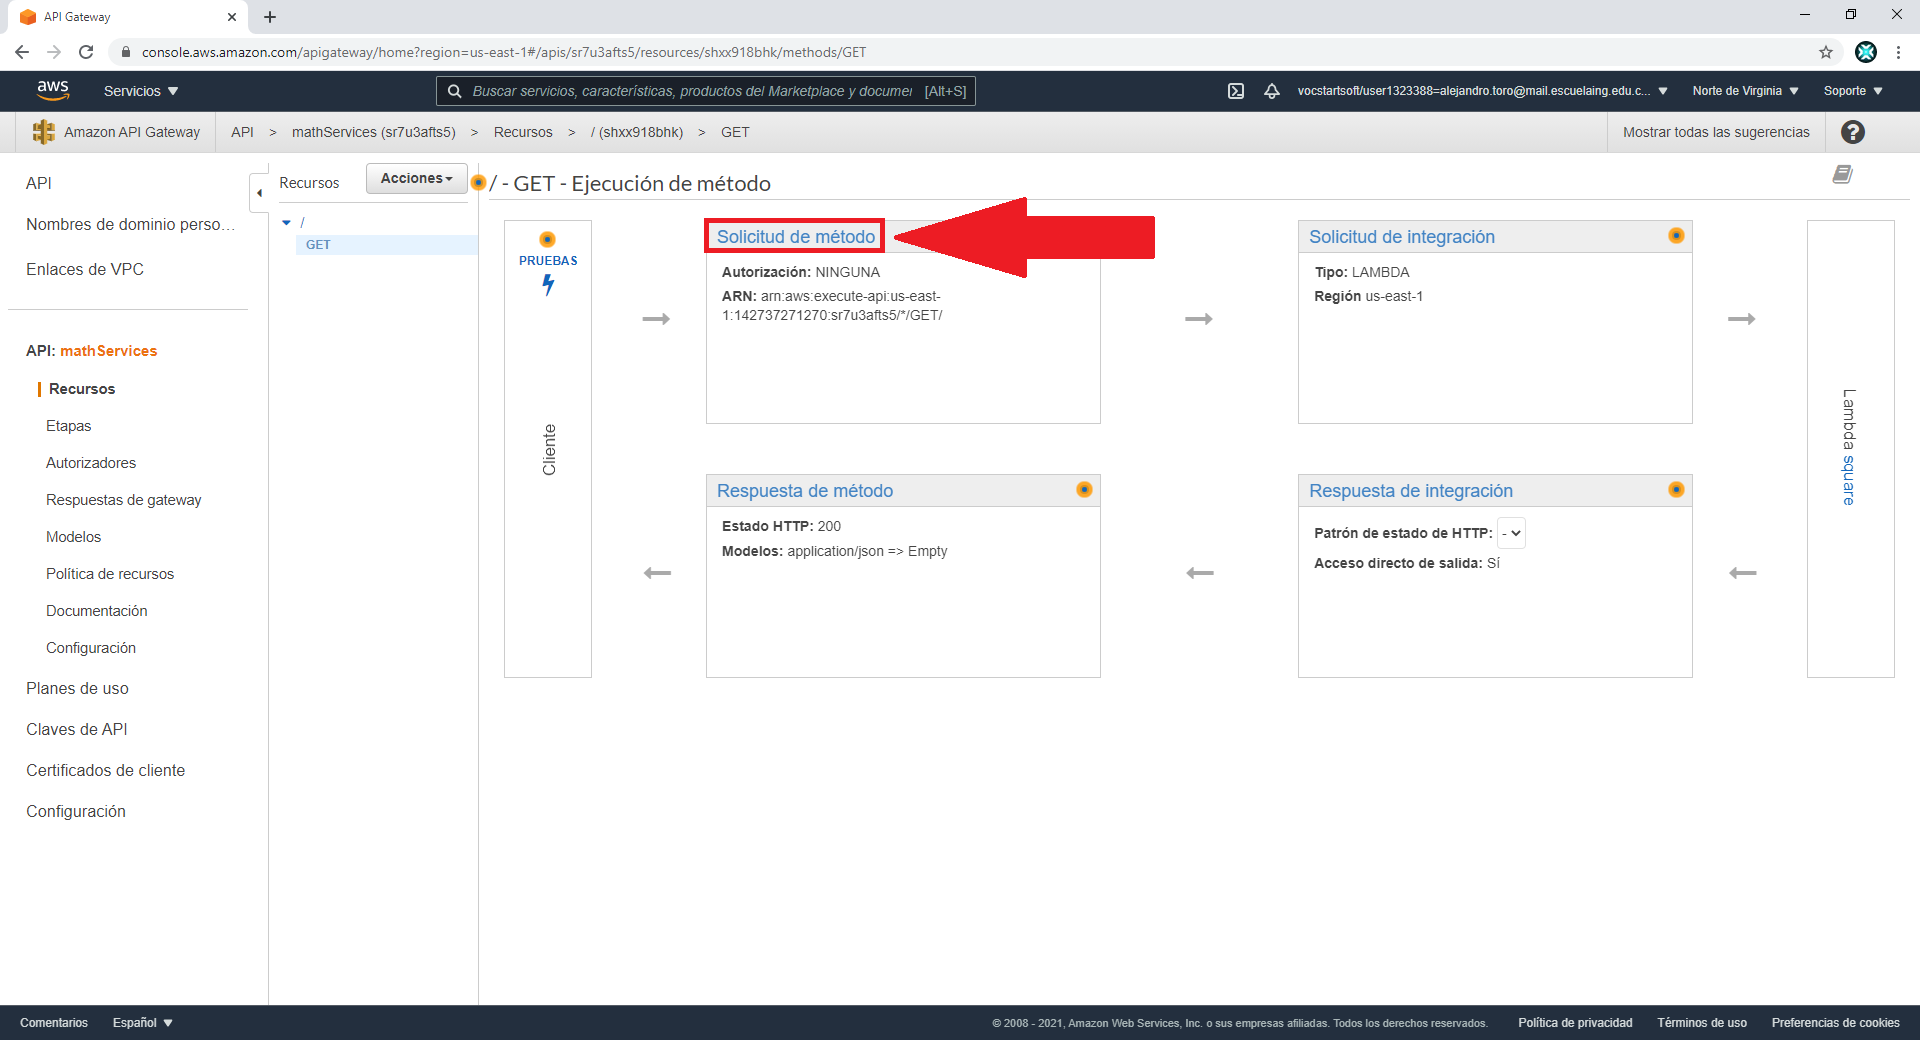 API Gateway
console.aws.amazon.com/apigateway/home?region=us-east-1#/apis/sr7u3afts5/resources/shxx918bhk/methods/GET
aws Servicios Buscar servicios, características, productos del Marketplace y documer [Alt+S] vocstartsoft/user1323388=alejandro.toro@mail.escuelaing.edu.c... Norte de Virginia Soporte
Amazon API Gateway API > mathServices (sr7u3afts5) > Recursos > / (shxx918bhk) > GET Mostrar todas las sugerencias ?
API
Nombres de dominio perso…
Enlaces de VPC
API: mathServices
Recursos
Etapas
Autorizadores
Respuestas de gateway
Modelos
Política de recursos
Documentación
Configuración
Planes de uso
Claves de API
Certificados de cliente
Configuración
Recursos Acciones
/
GET
/ - GET - Ejecución de método
PRUEBAS
Cliente
Solicitud de método
Autorización: NINGUNA
ARN: arn:aws:execute-api:us-east-
1:142737271270:sr7u3afts5/*/GET/
Solicitud de integración
Tipo: LAMBDA
Región us-east-1
Lambda square
Respuesta de método
Estado HTTP: 200
Modelos: application/json => Empty
Respuesta de integración
Patrón de estado de HTTP: -
Acceso directo de salida: Sí
Comentarios Español © 2008 - 2021, Amazon Web Services, Inc. o sus empresas afiliadas. Todos los derechos reservados. Política de privacidad Términos de uso Preferencias de cookies